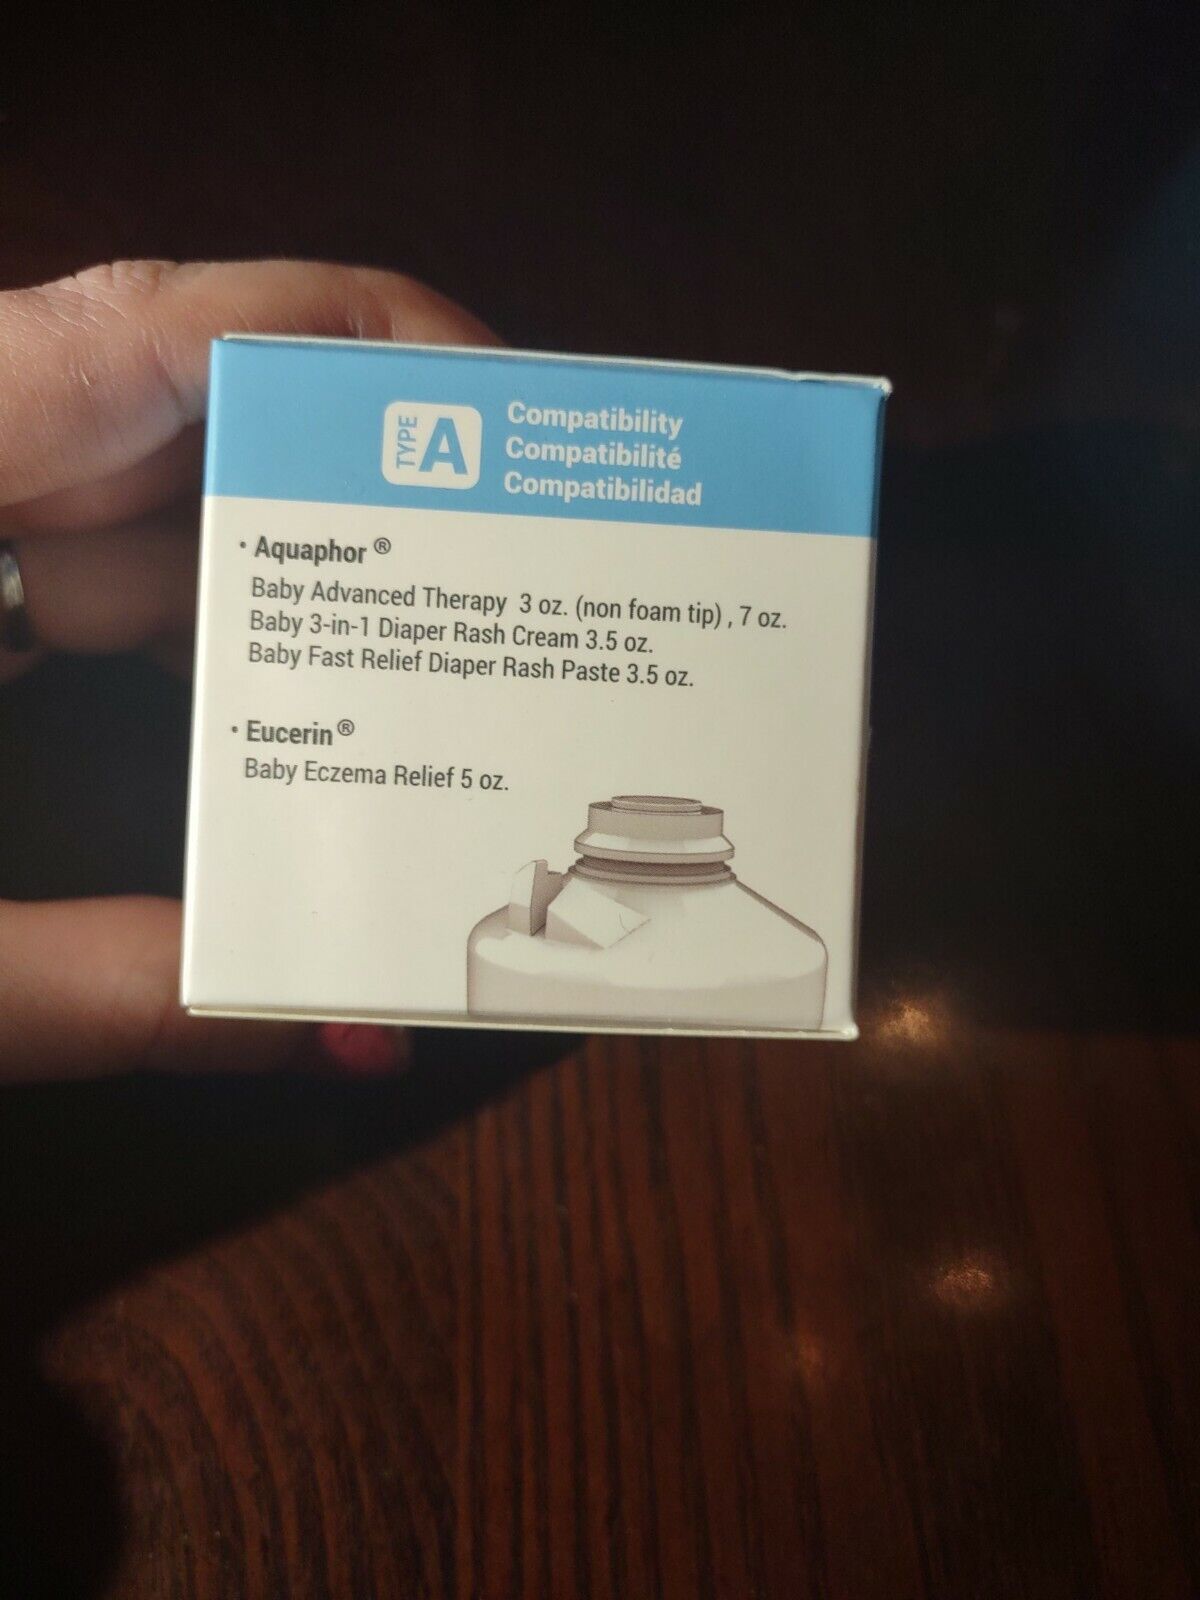 TYPE A
Compatibility
Compatibilité
Compatibilidad
• Aquaphor ®
Baby Advanced Therapy 3 oz. (non foam tip) , 7 oz.
Baby 3-in-1 Diaper Rash Cream 3.5 oz.
Baby Fast Relief Diaper Rash Paste 3.5 oz.
• Eucerin ®
Baby Eczema Relief 5 oz.